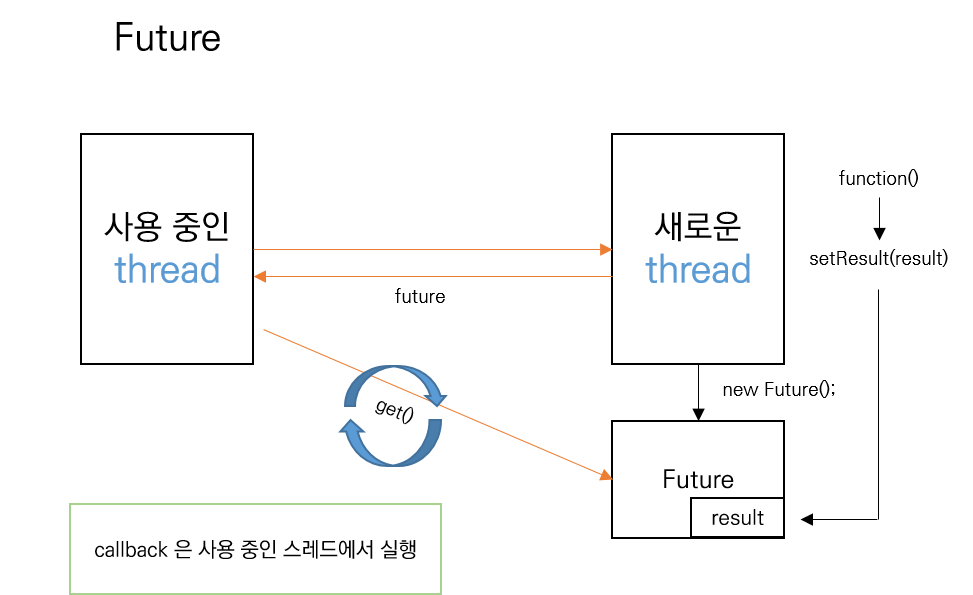 Future
사용 중인
thread
새로운
thread
function()
setResult(result)
future
new Future();
get()
Future
result
callback 은 사용 중인 스레드에서 실행